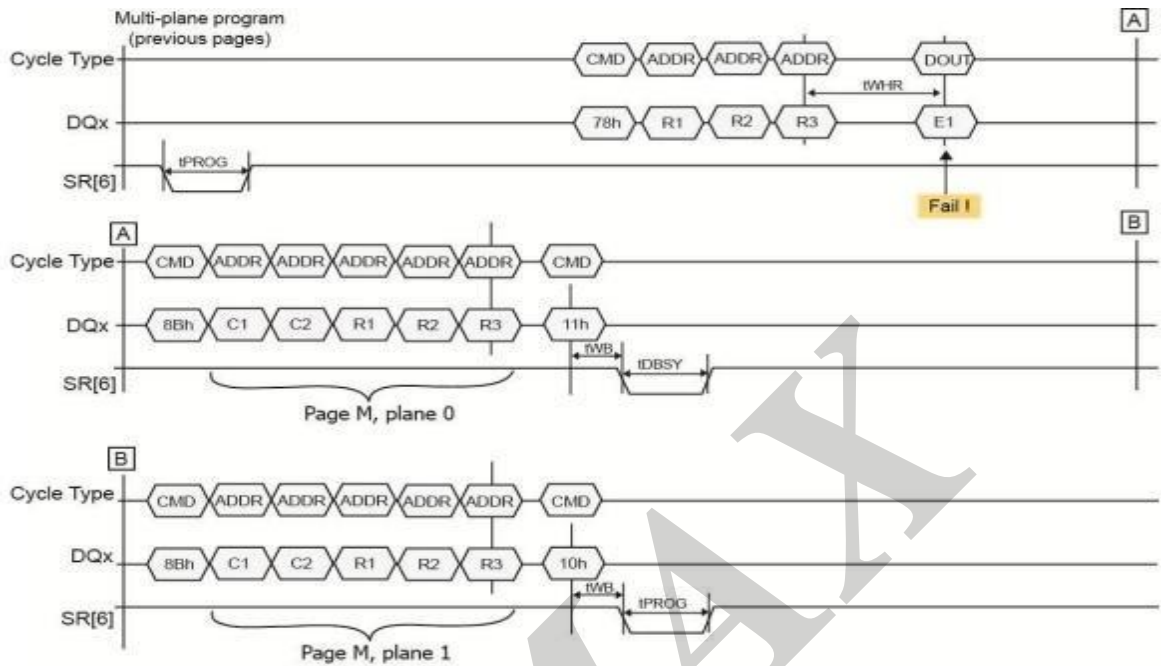 Multi-plane program
(previous pages)
A
Cycle Type CMD ADDR ADDR ADDR DOUT
tWHR
DQx 78h R1 R2 R3 E1
tPROG
SR[6]
Fail !
A B
Cycle Type CMD ADDR ADDR ADDR ADDR ADDR CMD
DQx 8Bh C1 C2 R1 R2 R3 11h
tWB tDBSY
SR[6]
Page M, plane 0
B
Cycle Type CMD ADDR ADDR ADDR ADDR ADDR CMD
DQx 8Bh C1 C2 R1 R2 R3 10h
tWB tPROG
SR[6]
Page M, plane 1